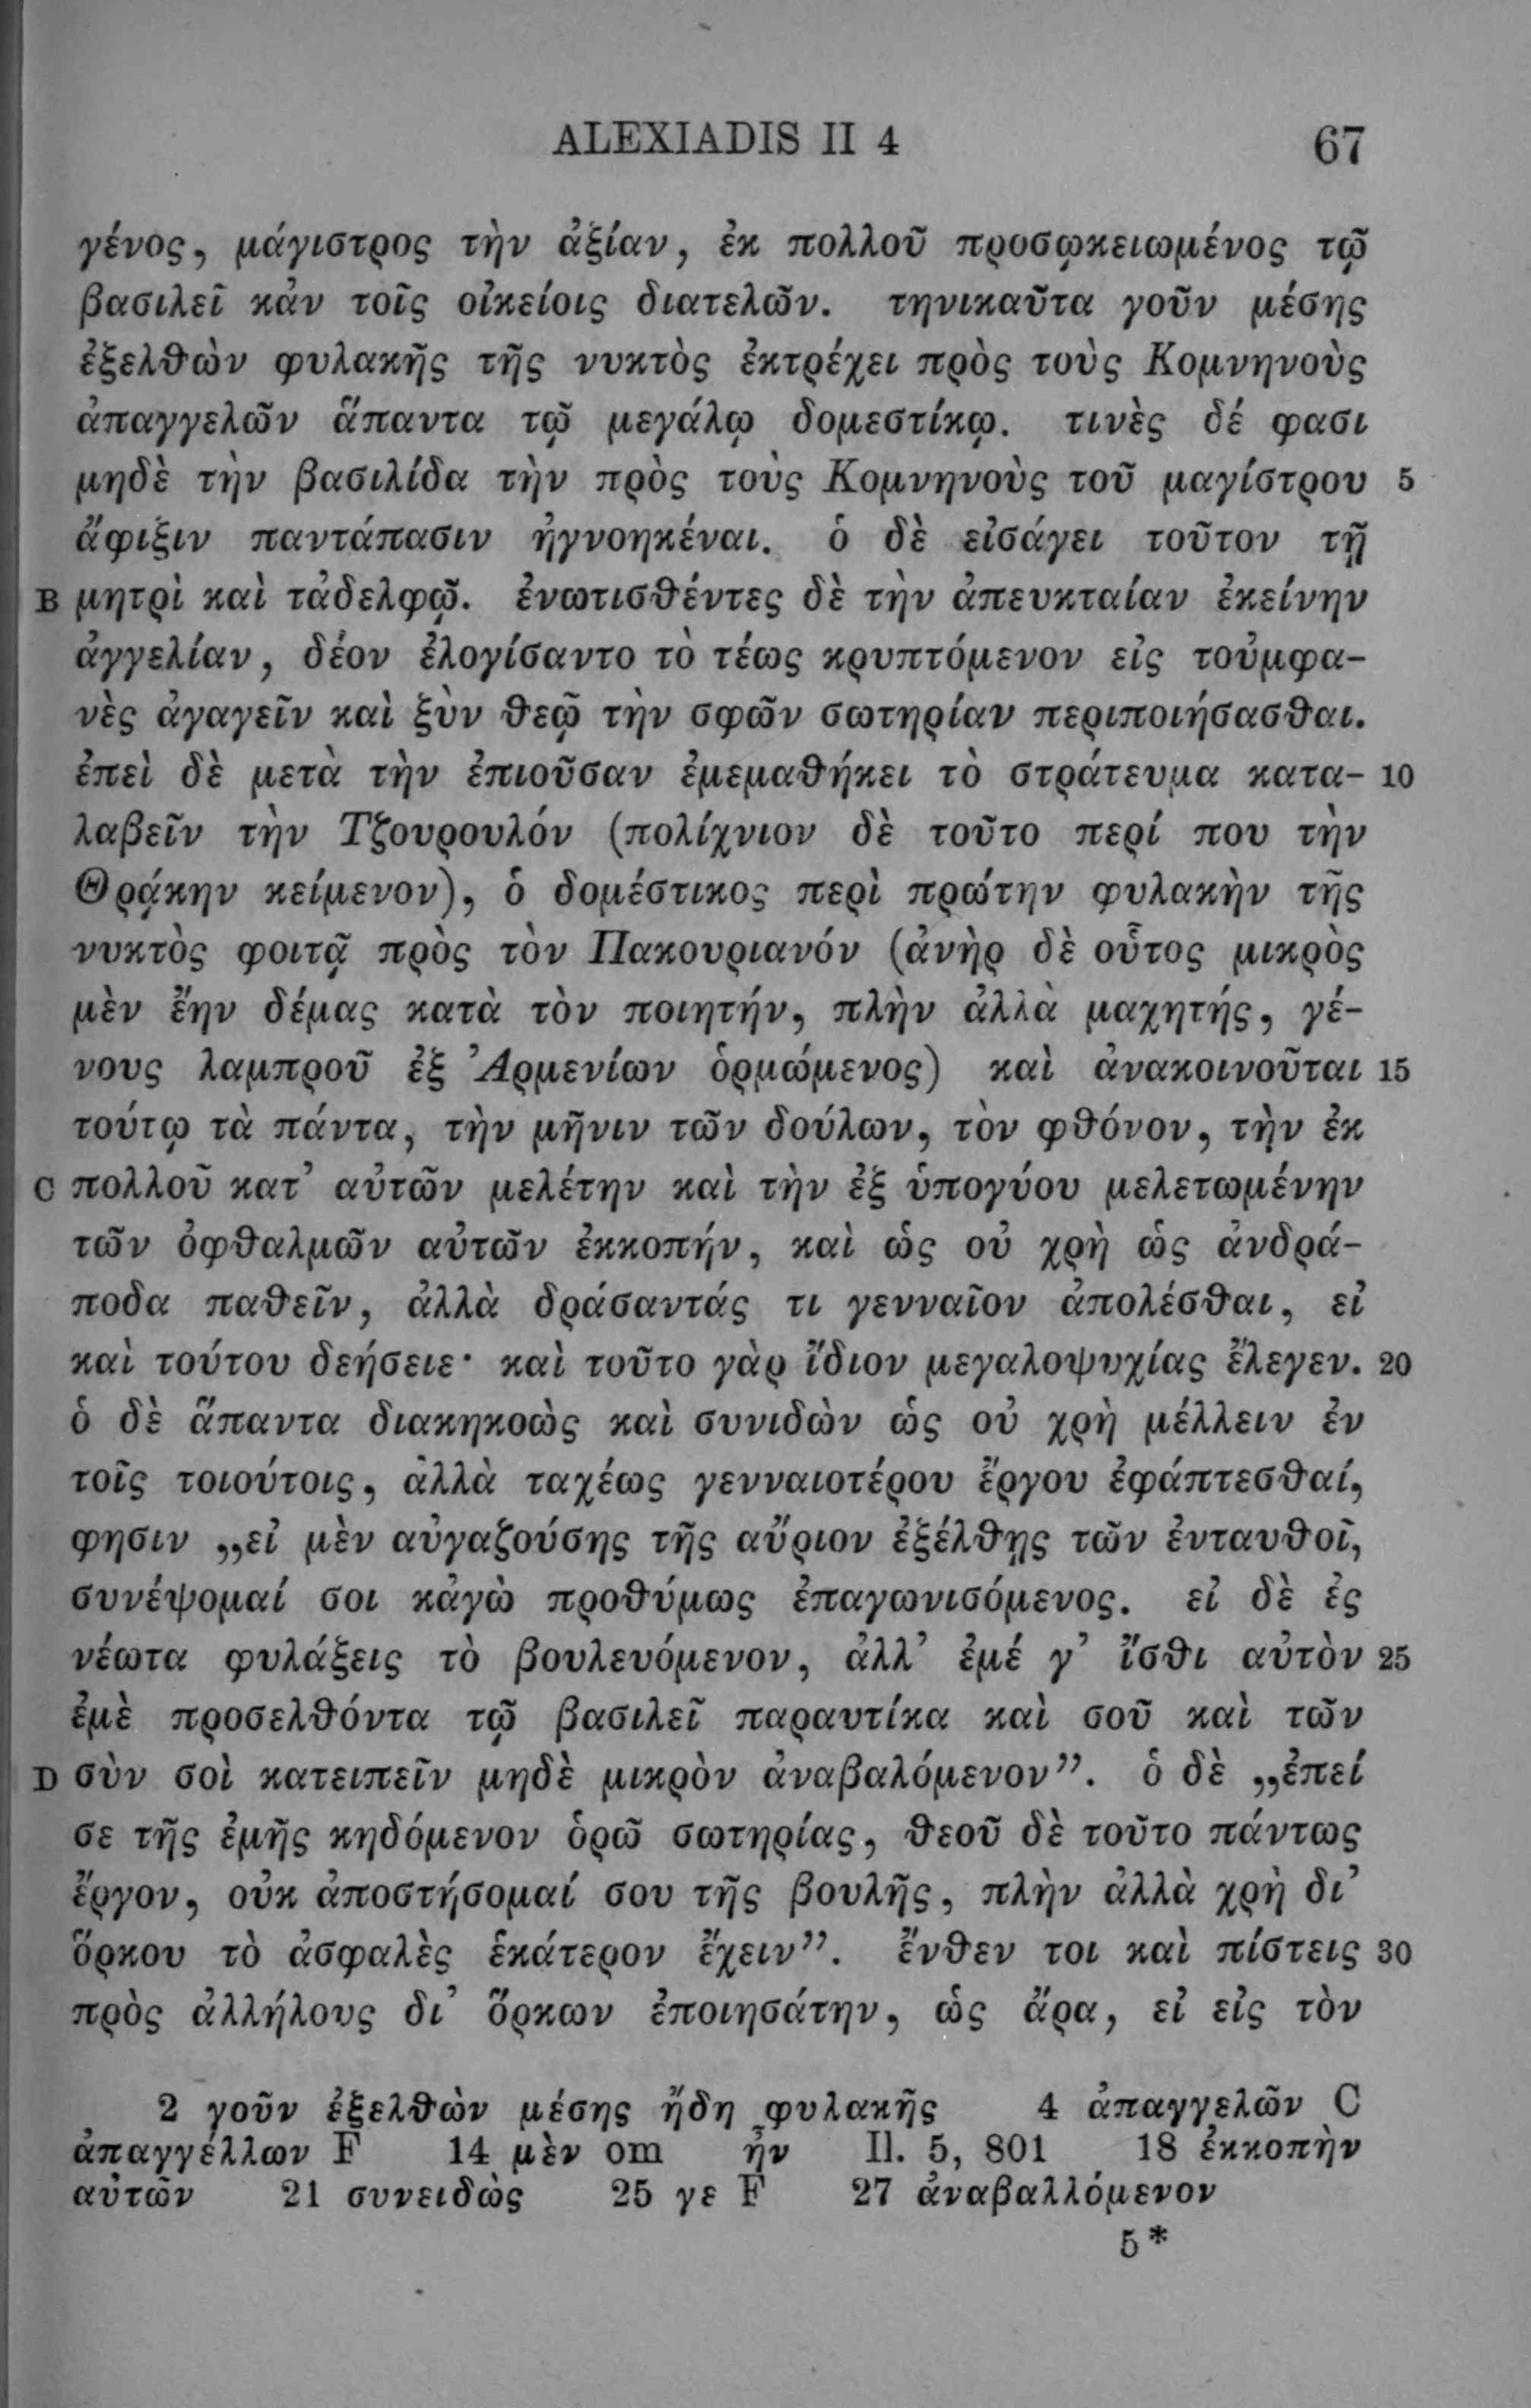 ALEXIADIS II 4 67
γένος, μάγιστρος τὴν ἀξίαν, ἐκ πολλοῦ προσῳκειωμένος τῷ
βασιλεῖ κἀν τοῖς οἰκείοις διατελῶν. τηνικαῦτα γοῦν μέσης
ἐξελθὼν φυλακῆς τῆς νυκτὸς ἐκτρέχει πρὸς τοὺς Κομνηνοὺς
ἀπαγγελῶν ἅπαντα τῷ μεγάλῳ δομεστίκῳ. τινὲς δέ φασι
μηδὲ τὴν βασιλίδα τὴν πρὸς τοὺς Κομνηνοὺς τοῦ μαγίστρου 5
ἄφιξιν παντάπασιν ἠγνοηκέναι. ὁ δὲ εἰσάγει τοῦτον τῇ
B μητρὶ καὶ τἀδελφῷ. ἐνωτισθέντες δὲ τὴν ἀπευκταίαν ἐκείνην
ἀγγελίαν, δέον ἐλογίσαντο τὸ τέως κρυπτόμενον εἰς τοὐμφα-
νὲς ἀγαγεῖν καὶ ξὺν θεῷ τὴν σφῶν σωτηρίαν περιποιήσασθαι.
ἐπεὶ δὲ μετὰ τὴν ἐπιοῦσαν ἐμεμαθήκει τὸ στράτευμα κατα- 10
λαβεῖν τὴν Τζουρουλόν (πολίχνιον δὲ τοῦτο περί που τὴν
Θρᾴκην κείμενον), ὁ δομέστικος περὶ πρώτην φυλακὴν τῆς
νυκτὸς φοιτᾷ πρὸς τὸν Πακουριανόν (ἀνὴρ δὲ οὗτος μικρὸς
μὲν ἔην δέμας κατὰ τὸν ποιητήν, πλὴν ἀλλὰ μαχητής, γέ-
νους λαμπροῦ ἐξ Ἀρμενίων ὁρμώμενος) καὶ ἀνακοινοῦται 15
τούτῳ τὰ πάντα, τὴν μῆνιν τῶν δούλων, τὸν φθόνον, τὴν ἐκ
C πολλοῦ κατ’ αὐτῶν μελέτην καὶ τὴν ἐξ ὑπογύου μελετωμένην
τῶν ὀφθαλμῶν αὐτῶν ἐκκοπήν, καὶ ὡς οὐ χρὴ ὡς ἀνδρά-
ποδα παθεῖν, ἀλλὰ δράσαντάς τι γενναῖον ἀπολέσθαι, εἰ
καὶ τούτου δεήσειε· καὶ τοῦτο γὰρ ἴδιον μεγαλοψυχίας ἔλεγεν. 20
ὁ δὲ ἅπαντα διακηκοὼς καὶ συνιδὼν ὡς οὐ χρὴ μέλλειν ἐν
τοῖς τοιούτοις, ἀλλὰ ταχέως γενναιοτέρου ἔργου ἐφάπτεσθαί,
φησιν „εἰ μὲν αὐγαζούσης τῆς αὔριον ἐξέλθῃς τῶν ἐνταυθοῖ,
συνέψομαί σοι κἀγὼ προθύμως ἐπαγωνισόμενος. εἰ δὲ ἐς
νέωτα φυλάξεις τὸ βουλευόμενον, ἀλλ’ ἐμέ γ’ ἴσθι αὐτὸν 25
ἐμὲ προσελθόντα τῷ βασιλεῖ παραυτίκα καὶ σοῦ καὶ τῶν
D σὺν σοὶ κατειπεῖν μηδὲ μικρὸν ἀναβαλόμενον”. ὁ δὲ „ἐπεί
σε τῆς ἐμῆς κηδόμενον ὁρῶ σωτηρίας, θεοῦ δὲ τοῦτο πάντως
ἔργον, οὐκ ἀποστήσομαί σου τῆς βουλῆς, πλὴν ἀλλὰ χρὴ δι’
ὅρκου τὸ ἀσφαλὲς ἑκάτερον ἔχειν”. ἔνθεν τοι καὶ πίστεις 30
πρὸς ἀλλήλους δι’ ὅρκων ἐποιησάτην, ὡς ἄρα, εἰ εἰς τὸν
2 γοῦν ἐξελθὼν μέσης ἤδη φυλακῆς 4 ἀπαγγελῶν C
ἀπαγγέλλων F 14 μὲν om ἦν Il. 5, 801 18 ἐκκοπὴν
αὐτῶν 21 συνειδὼς 25 γε F 27 ἀναβαλλόμενον
5*